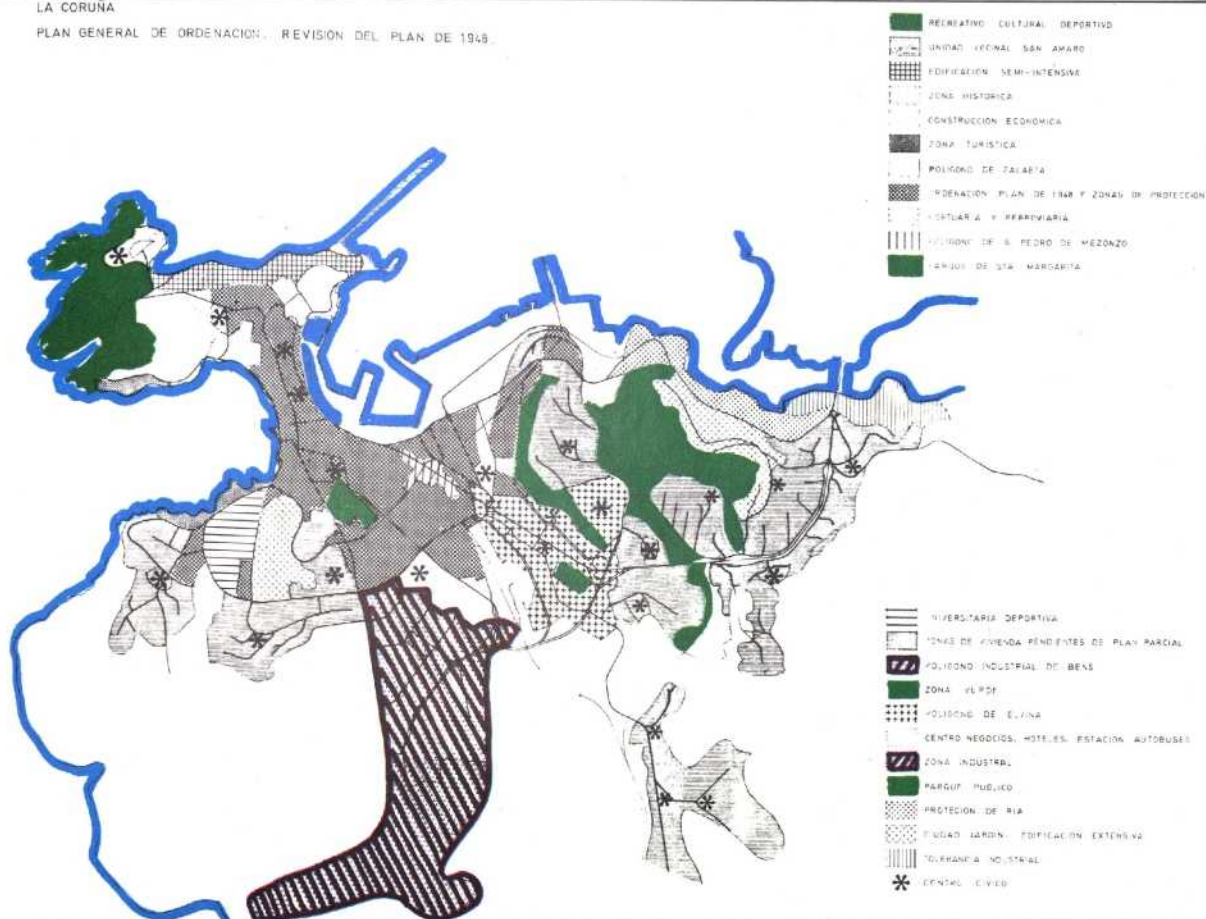 LA CORUÑA
PLAN GENERAL DE ORDENACION. REVISION DEL PLAN DE 1948.
RECREATIVO CULTURAL DEPORTIVO
UNIDAD VECINAL SAN AMARO
EDIFICACION SEMI-INTENSIVA
ZONA HISTORICA
CONSTRUCCION ECONOMICA
ZONA TURISTICA
POLIGONO DE ZALAETA
ORDENACION PLAN DE 1948 Y ZONAS DE PROTECCION
PORTUARIA Y FERROVIARIA
POLIGONO DE S. PEDRO DE MEZONZO
PARQUE DE STA. MARGARITA
UNIVERSITARIA DEPORTIVA
ZONAS DE VIVIENDA PENDIENTES DE PLAN PARCIAL
POLIGONO INDUSTRIAL DE BENS
ZONA VERDE
POLIGONO DE ELVIÑA
CENTRO NEGOCIOS, HOTELES, ESTACION AUTOBUSES
ZONA INDUSTRIAL
PARQUE PUBLICO
PROTECION DE RIA
CIUDAD JARDIN- EDIFICACION EXTENSIVA
TOLERANCIA INDUSTRIAL
CENTRO CIVICO